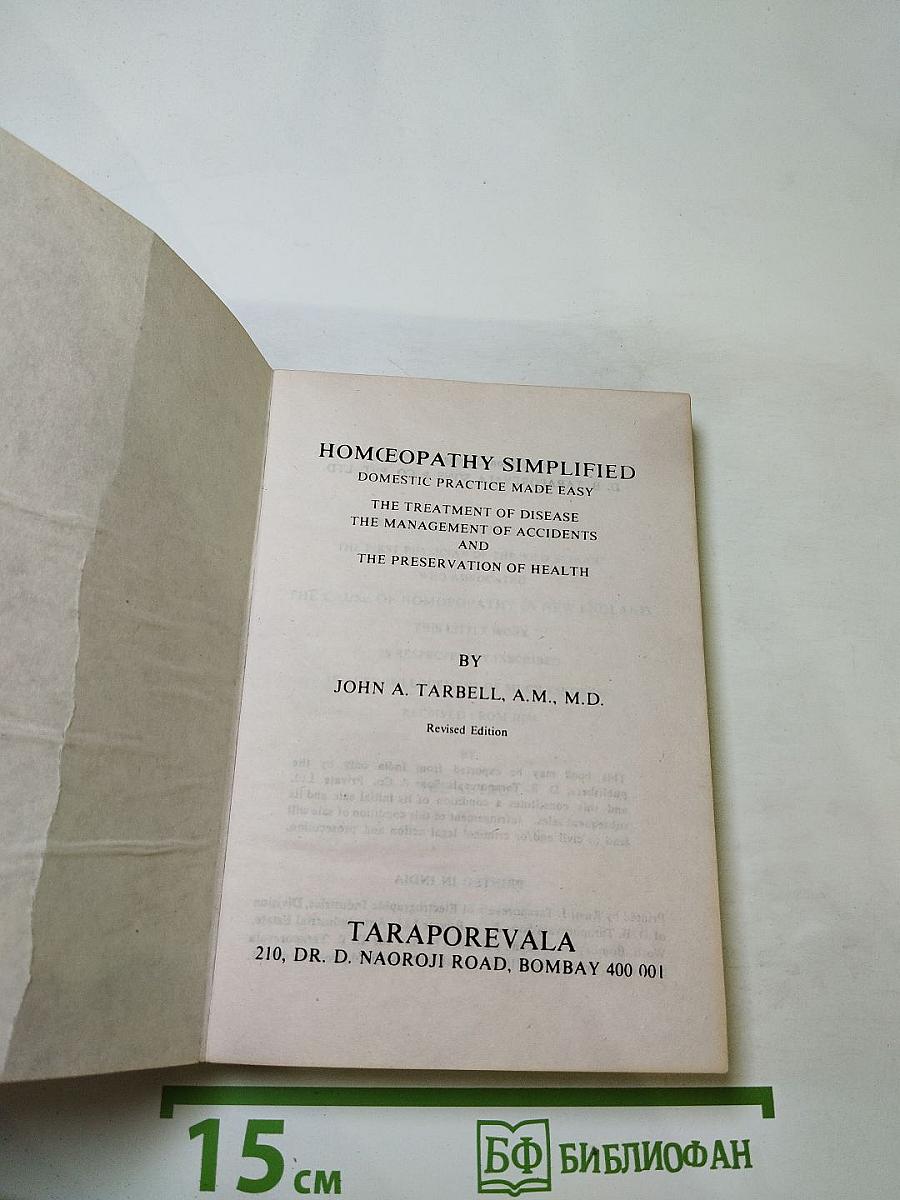 HOMŒOPATHY SIMPLIFIED
DOMESTIC PRACTICE MADE EASY
THE TREATMENT OF DISEASE
THE MANAGEMENT OF ACCIDENTS
AND
THE PRESERVATION OF HEALTH
BY
JOHN A. TARBELL, A.M., M.D.
Revised Edition
TARAPOREVALA
210, DR. D. NAOROJI ROAD, BOMBAY 400 001
15 см
БФ БИБЛИОФАН